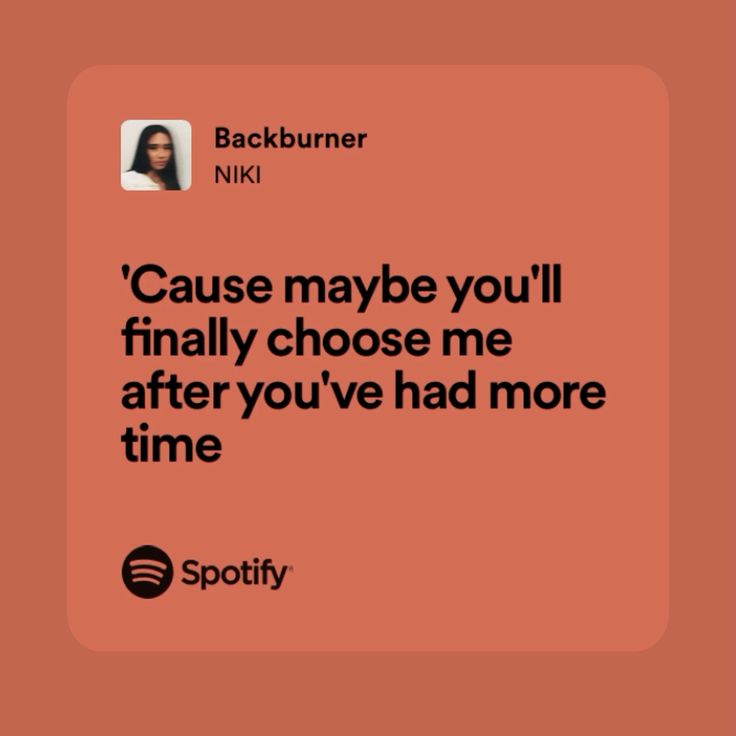 Backburner
NIKI
'Cause maybe you'll
finally choose me
after you've had more
time
Spotify